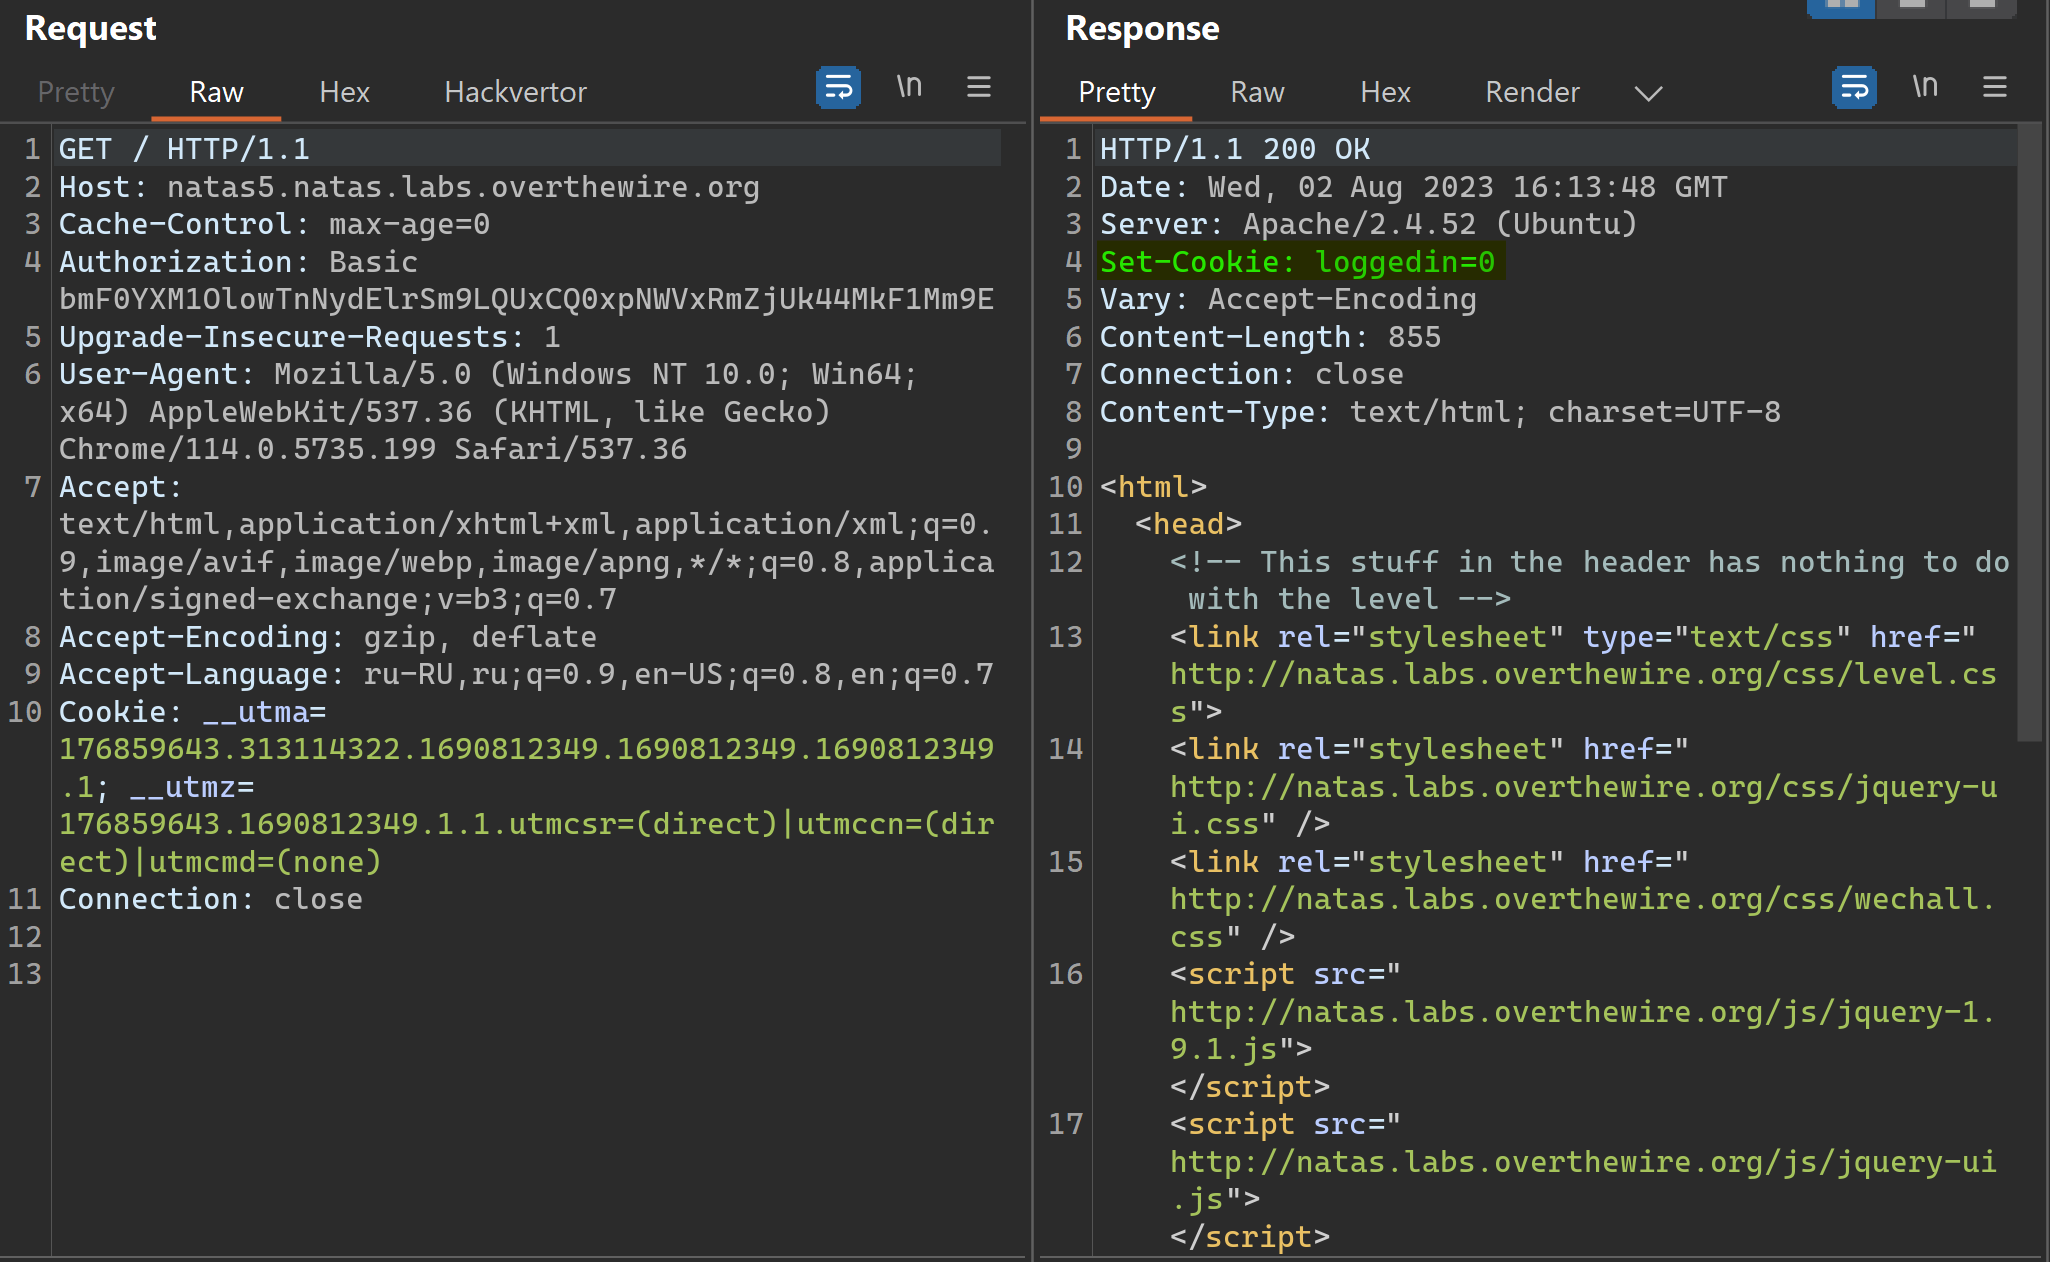 Request
Pretty Raw Hex Hackvertor \n
1 GET / HTTP/1.1
2 Host: natas5.natas.labs.overthewire.org
3 Cache-Control: max-age=0
4 Authorization: Basic
bmF0YXM1OlowTnNydElrSm9LQUxCQ0xpNWVxRmZjUk44MkF1Mm9E
5 Upgrade-Insecure-Requests: 1
6 User-Agent: Mozilla/5.0 (Windows NT 10.0; Win64;
x64) AppleWebKit/537.36 (KHTML, like Gecko)
Chrome/114.0.5735.199 Safari/537.36
7 Accept:
text/html,application/xhtml+xml,application/xml;q=0.
9,image/avif,image/webp,image/apng,*/*;q=0.8,applica
tion/signed-exchange;v=b3;q=0.7
8 Accept-Encoding: gzip, deflate
9 Accept-Language: ru-RU,ru;q=0.9,en-US;q=0.8,en;q=0.7
10 Cookie: __utma=
176859643.313114322.1690812349.1690812349.1690812349
.1; __utmz=
176859643.1690812349.1.1.utmcsr=(direct)|utmccn=(dir
ect)|utmcmd=(none)
11 Connection: close
12
13
Response
Pretty Raw Hex Render \n
1 HTTP/1.1 200 OK
2 Date: Wed, 02 Aug 2023 16:13:48 GMT
3 Server: Apache/2.4.52 (Ubuntu)
4 Set-Cookie: loggedin=0
5 Vary: Accept-Encoding
6 Content-Length: 855
7 Connection: close
8 Content-Type: text/html; charset=UTF-8
9
10 <html>
11 <head>
12 <!-- This stuff in the header has nothing to do
with the level -->
13 <link rel="stylesheet" type="text/css" href="
http://natas.labs.overthewire.org/css/level.cs
s">
14 <link rel="stylesheet" href="
http://natas.labs.overthewire.org/css/jquery-u
i.css" />
15 <link rel="stylesheet" href="
http://natas.labs.overthewire.org/css/wechall.
css" />
16 <script src="
http://natas.labs.overthewire.org/js/jquery-1.
9.1.js">
</script>
17 <script src="
http://natas.labs.overthewire.org/js/jquery-ui
.js">
</script>